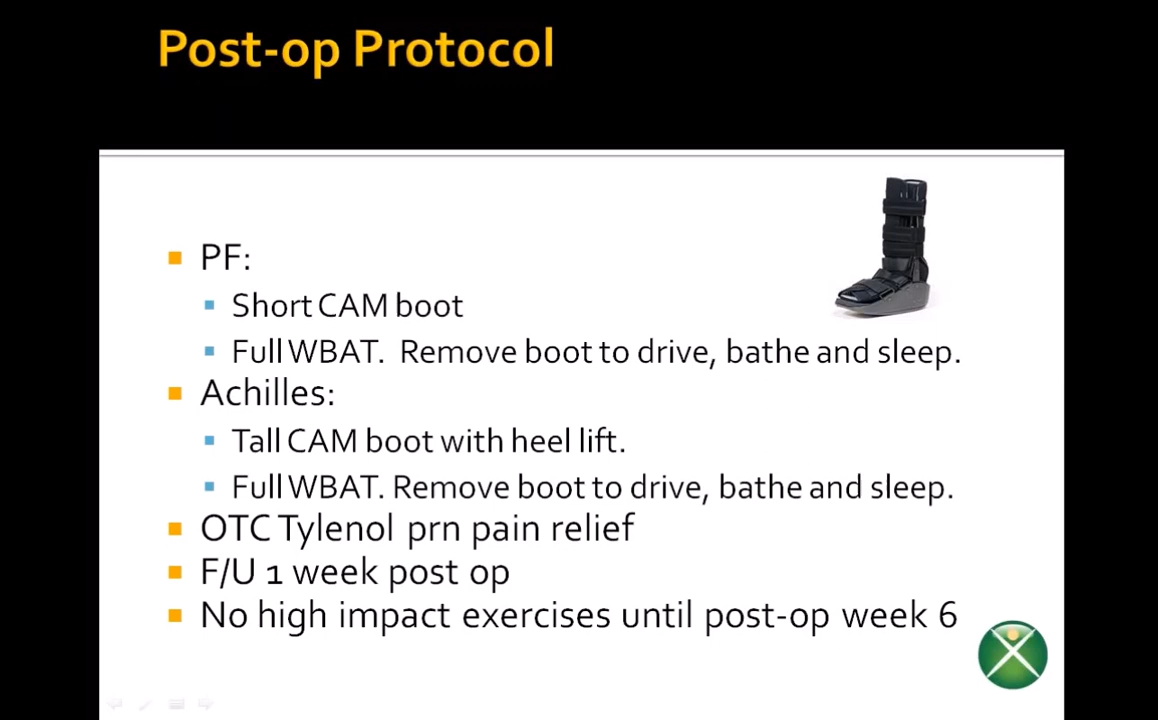 Post-op Protocol
PF:
Short CAM boot
Full WBAT.  Remove boot to drive, bathe and sleep.
Achilles:
Tall CAM boot with heel lift.
Full WBAT. Remove boot to drive, bathe and sleep.
OTC Tylenol prn pain relief
F/U 1 week post op
No high impact exercises until post-op week 6